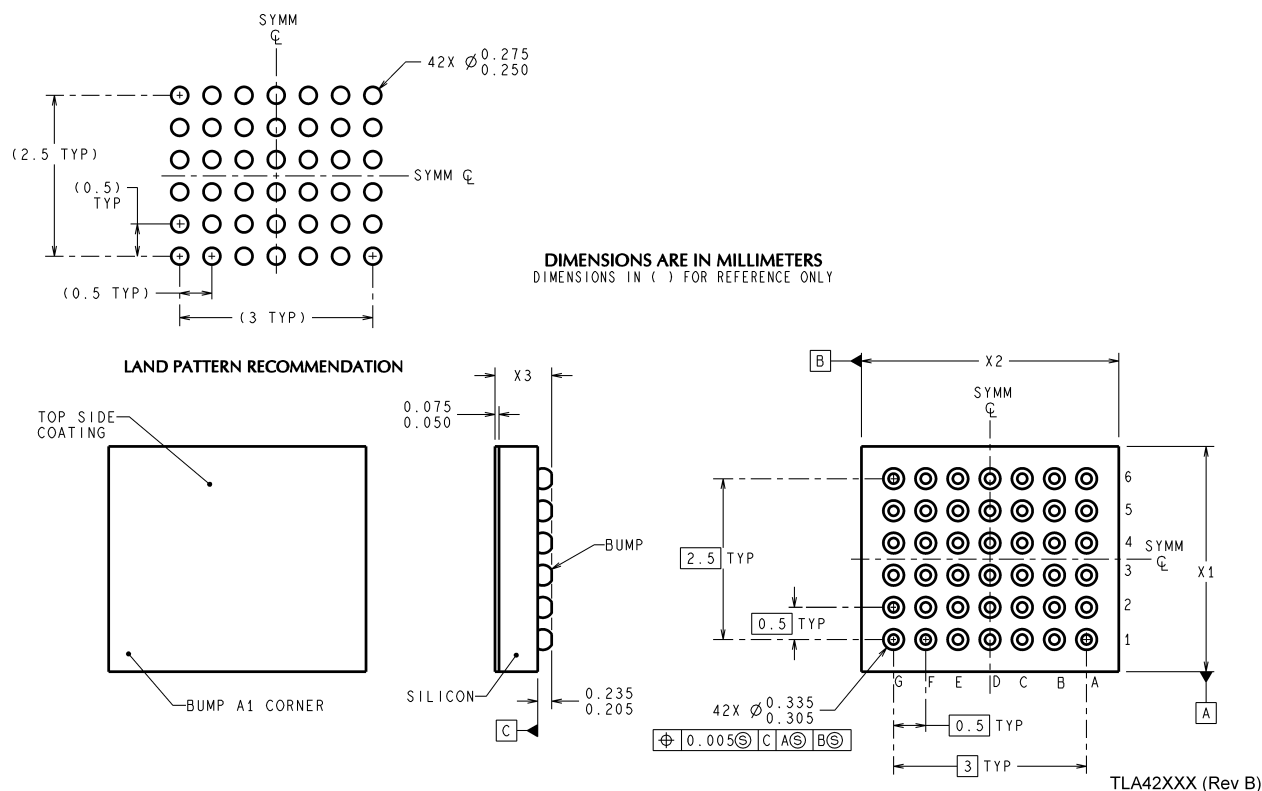 SYMM
℄
42X Ø 0.275
0.250
(2.5 TYP)
SYMM ℄
(0.5)
TYP
(0.5 TYP)
(3 TYP)
DIMENSIONS ARE IN MILLIMETERS
DIMENSIONS IN ( ) FOR REFERENCE ONLY
LAND PATTERN RECOMMENDATION
TOP SIDE
COATING
BUMP A1 CORNER
X3
0.075
0.050
BUMP
SILICON
0.235
0.205
C
B
X2
SYMM
℄
6
5
4
3
2
1
SYMM
℄
X1
2.5 TYP
0.5 TYP
G F E D C B A
A
42X Ø 0.335
0.305
⌖ 0.005Ⓢ C AⓈ BⓈ
0.5 TYP
3 TYP
TLA42XXX (Rev B)